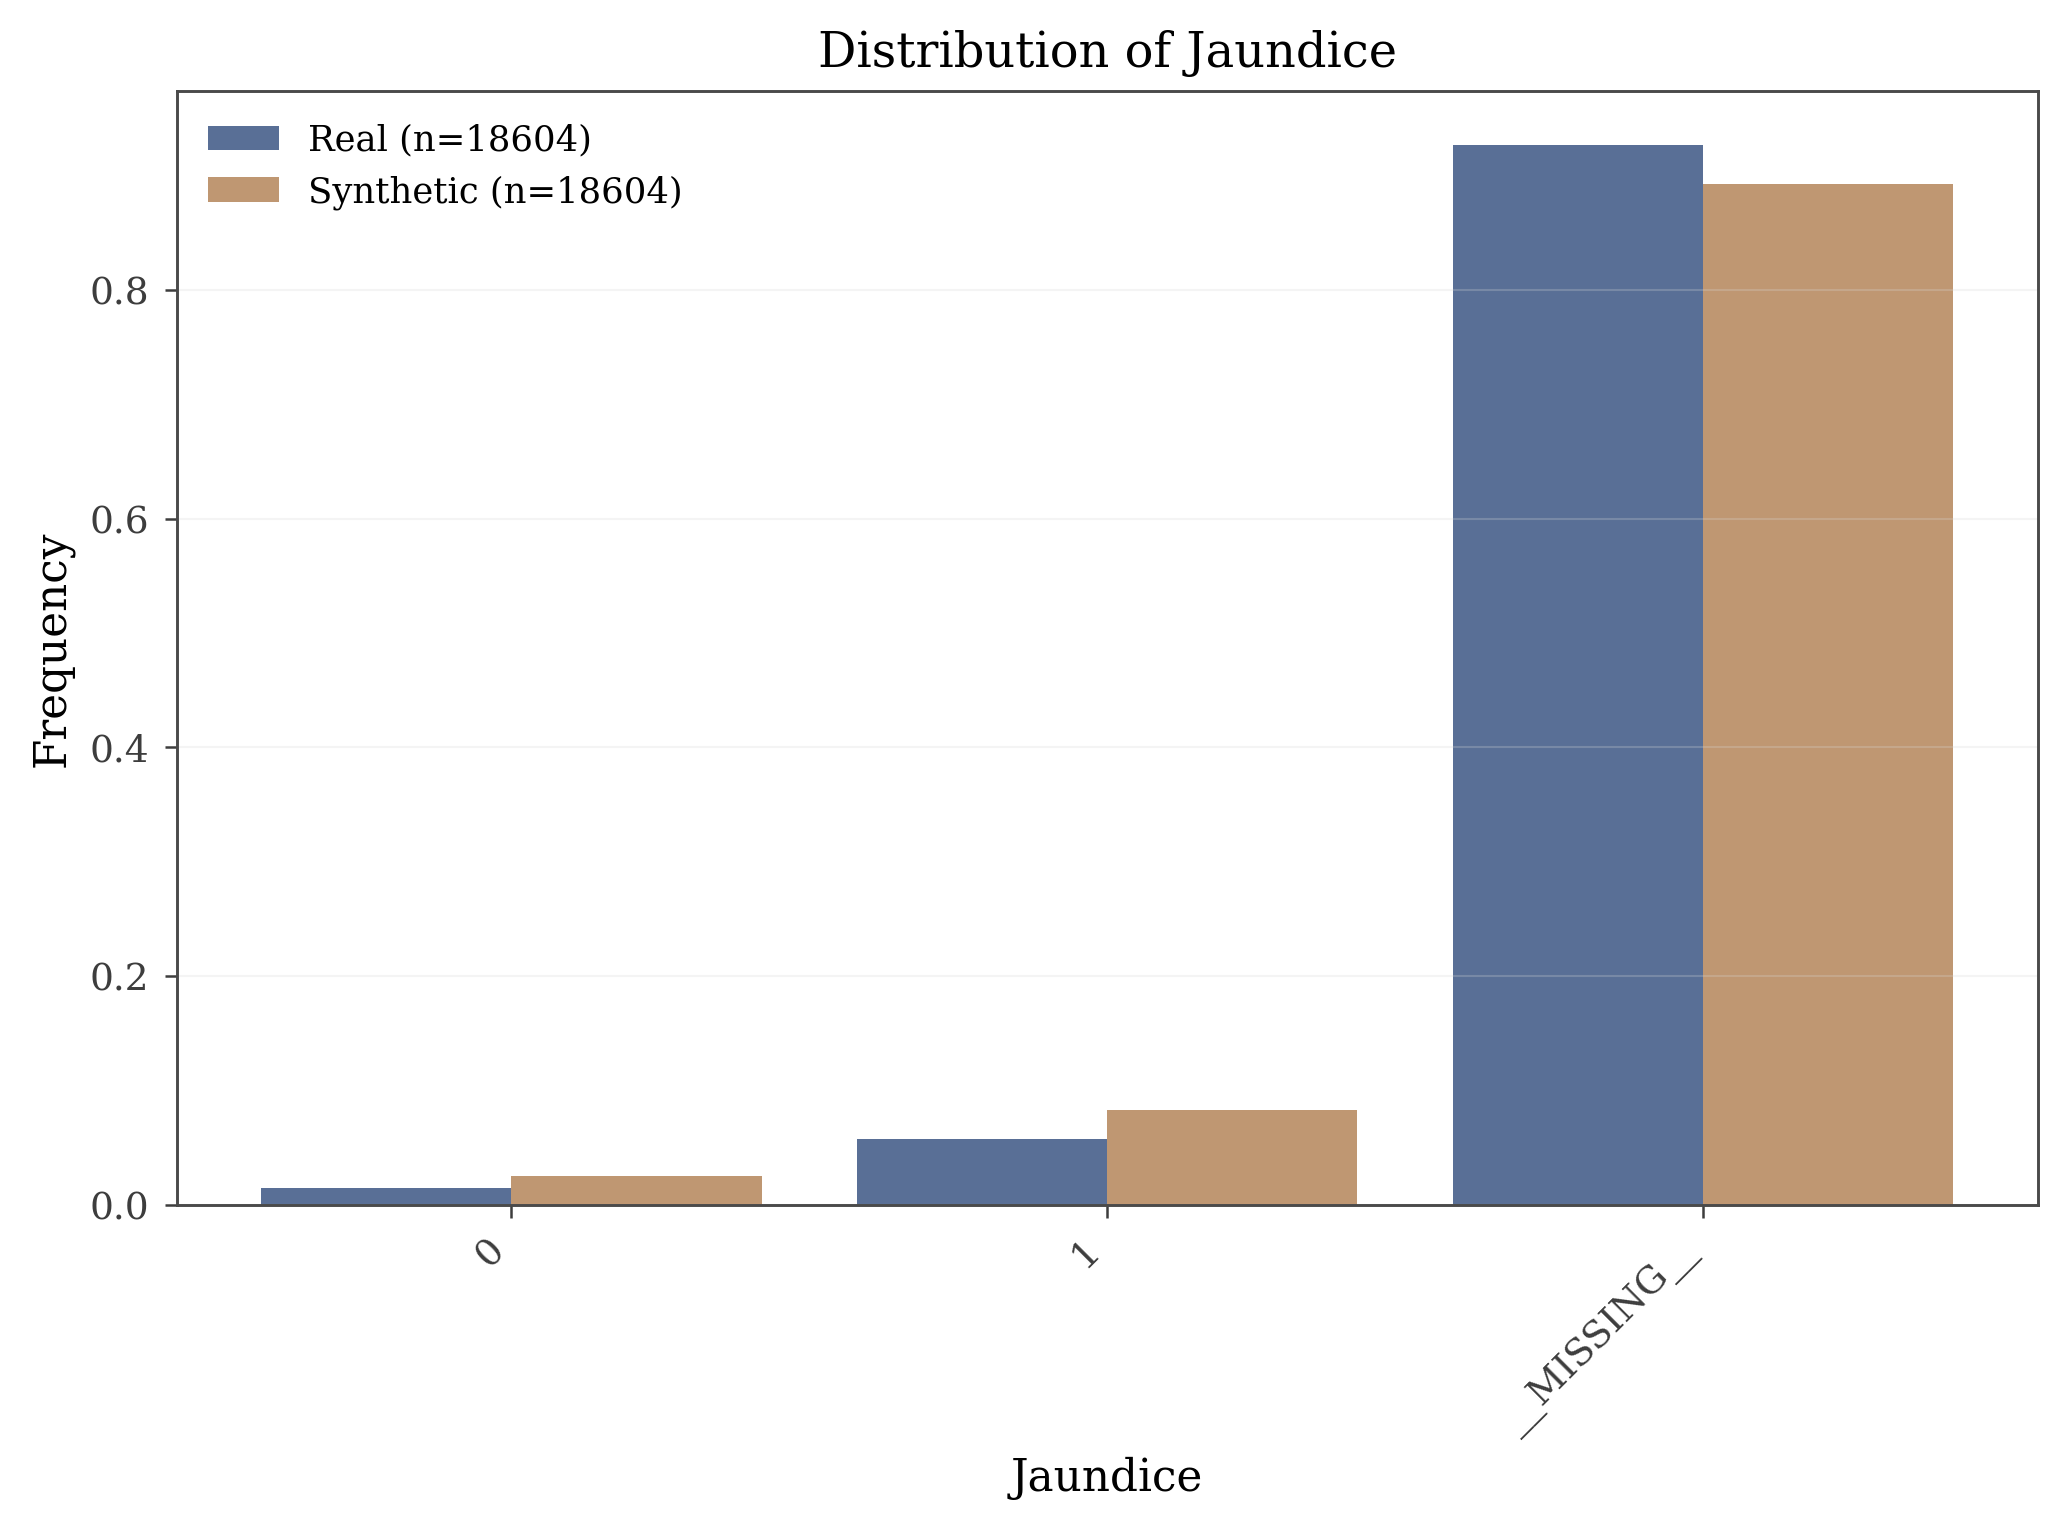 Distribution of Jaundice
Real (n=18604)
Synthetic (n=18604)
Frequency
0.8
0.6
0.4
0.2
0.0
0
1
__MISSING__
Jaundice